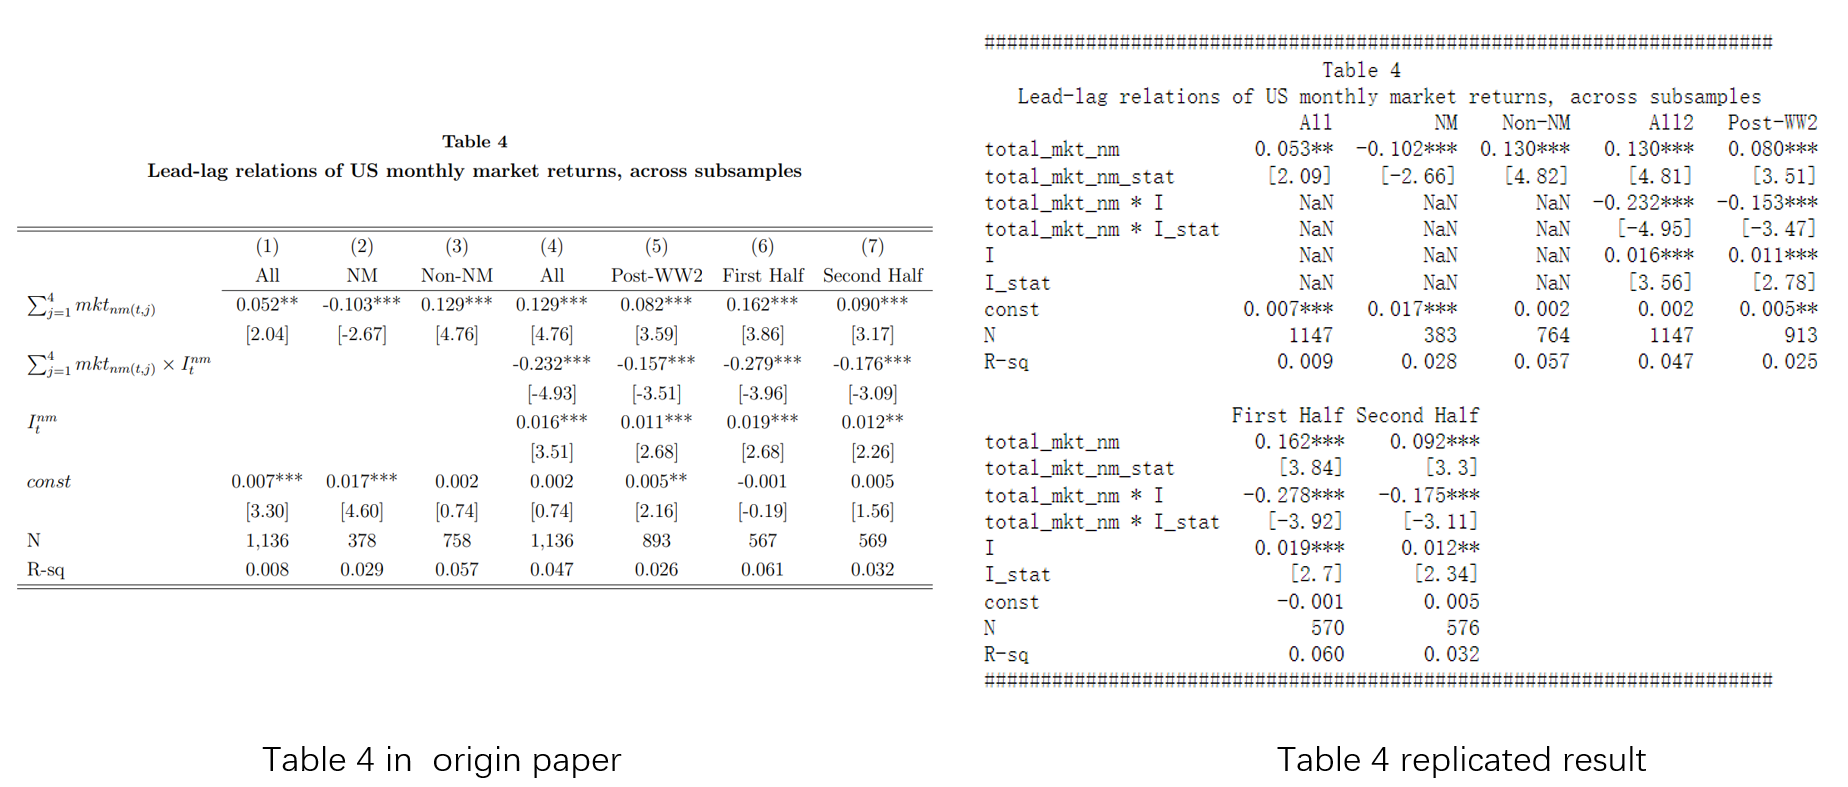 Table 4
Lead-lag relations of US monthly market returns, across subsamples
(1) (2) (3) (4) (5) (6) (7)
All NM Non-NM All Post-WW2 First Half Second Half
∑⁴ⱼ₌₁ mktₙₘ₍ₜ,ⱼ₎ 0.052** -0.103*** 0.129*** 0.129*** 0.082*** 0.162*** 0.090***
[2.04] [-2.67] [4.76] [4.76] [3.59] [3.86] [3.17]
∑⁴ⱼ₌₁ mktₙₘ₍ₜ,ⱼ₎ × Iₜⁿᵐ -0.232*** -0.157*** -0.279*** -0.176***
[-4.93] [-3.51] [-3.96] [-3.09]
Iₜⁿᵐ 0.016*** 0.011*** 0.019*** 0.012**
[3.51] [2.68] [2.68] [2.26]
const 0.007*** 0.017*** 0.002 0.002 0.005** -0.001 0.005
[3.30] [4.60] [0.74] [0.74] [2.16] [-0.19] [1.56]
N 1,136 378 758 1,136 893 567 569
R-sq 0.008 0.029 0.057 0.047 0.026 0.061 0.032
Table 4 in origin paper
######################################################################
Table 4
Lead-lag relations of US monthly market returns, across subsamples
All NM Non-NM All2 Post-WW2
total_mkt_nm 0.053** -0.102*** 0.130*** 0.130*** 0.080***
total_mkt_nm_stat [2.09] [-2.66] [4.82] [4.81] [3.51]
total_mkt_nm * I NaN NaN NaN -0.232*** -0.153***
total_mkt_nm * I_stat NaN NaN NaN [-4.95] [-3.47]
I NaN NaN NaN 0.016*** 0.011***
I_stat NaN NaN NaN [3.56] [2.78]
const 0.007*** 0.017*** 0.002 0.002 0.005**
N 1147 383 764 1147 913
R-sq 0.009 0.028 0.057 0.047 0.025
First Half Second Half
total_mkt_nm 0.162*** 0.092***
total_mkt_nm_stat [3.84] [3.3]
total_mkt_nm * I -0.278*** -0.175***
total_mkt_nm * I_stat [-3.92] [-3.11]
I 0.019*** 0.012**
I_stat [2.7] [2.34]
const -0.001 0.005
N 570 576
R-sq 0.060 0.032
######################################################################
Table 4 replicated result